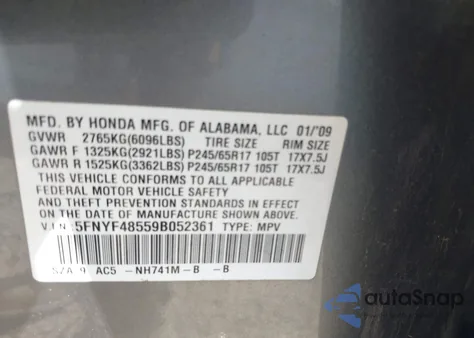 MFD. BY HONDA MFG. OF ALABAMA, LLC 01/'09
GVWR 2765KG(6096LBS) TIRE SIZE RIM SIZE
GAWR F 1325KG(2921LBS) P245/65R17 105T 17X7.5J
GAWR R 1525KG(3362LBS) P245/65R17 105T 17X7.5J
THIS VEHICLE CONFORMS TO ALL APPLICABLE
FEDERAL MOTOR VEHICLE SAFETY
AND THEFT PREVENTION STANDARDS IN EFFECT
ON THE DATE OF MANUFACTURE SHOWN ABOVE.
V.I.N.:5FNYF48559B052361 TYPE: MPV
SZA 9 AC5 -NH741M-B -B
autoSnap